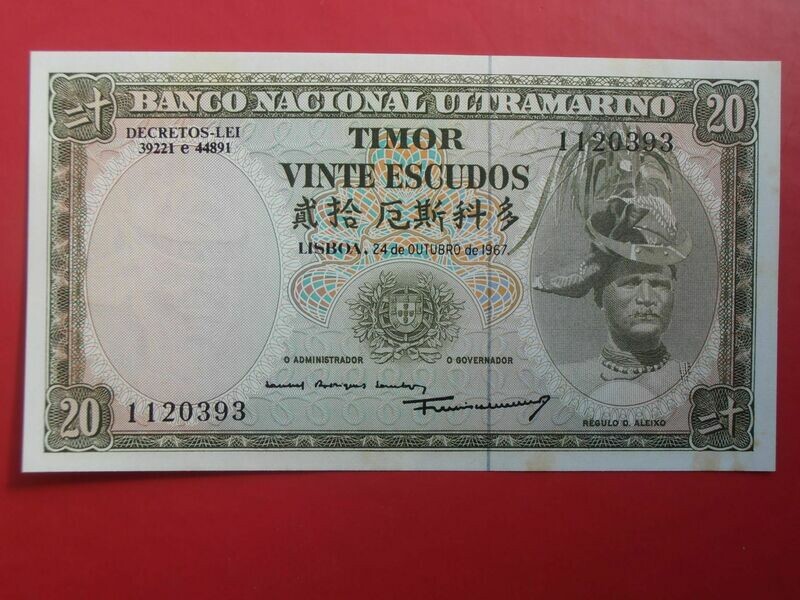 BANCO NACIONAL ULTRAMARINO
二十
20
DECRETOS-LEI
39221 e 44891
TIMOR
1120393
VINTE ESCUDOS
貳拾 厄斯科多
LISBOA, 24 de OUTUBRO de 1967.
O ADMINISTRADOR
O GOVERNADOR
20
1120393
RÉGULO D. ALEIXO
二十